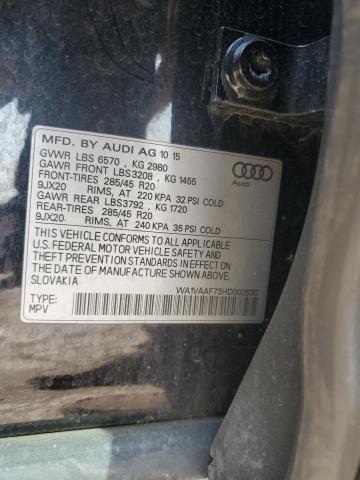 MFD. BY AUDI AG 10 15
GVWR LBS 6570 , KG 2980
GAWR FRONT LBS3208 , KG 1455
FRONT-TIRES 285/45 R20
9JX20 RIMS, AT 220 KPA 32 PSI COLD
GAWR REAR LBS3792 , KG 1720
REAR-TIRES 285/45 R20
9JX20 RIMS, AT 240 KPA 35 PSI COLD
Audi
THIS VEHICLE CONFORMS TO ALL APPLICABLE
U.S. FEDERAL MOTOR VEHICLE SAFETY AND
THEFT PREVENTION STANDARDS IN EFFECT ON
THE DATE OF MANUFACTURE SHOWN ABOVE.
SLOVAKIA
TYPE:
MPV